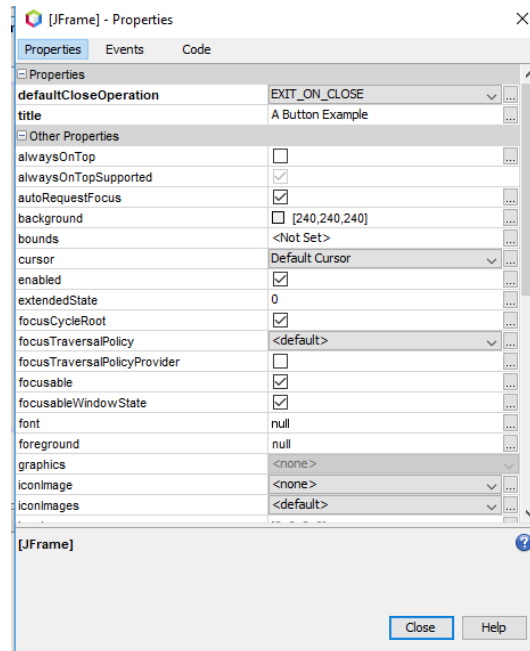 [JFrame] - Properties
Properties Events Code
Properties
defaultCloseOperation EXIT_ON_CLOSE ...
title A Button Example ...
Other Properties
alwaysOnTop ...
alwaysOnTopSupported
autoRequestFocus ...
background [240,240,240] ...
bounds <Not Set> ...
cursor Default Cursor ...
enabled ...
extendedState 0 ...
focusCycleRoot ...
focusTraversalPolicy <default> ...
focusTraversalPolicyProvider ...
focusable ...
focusableWindowState ...
font null ...
foreground null ...
graphics <none>
iconImage <none> ...
iconImages <default> ...
[JFrame] ?
Close Help